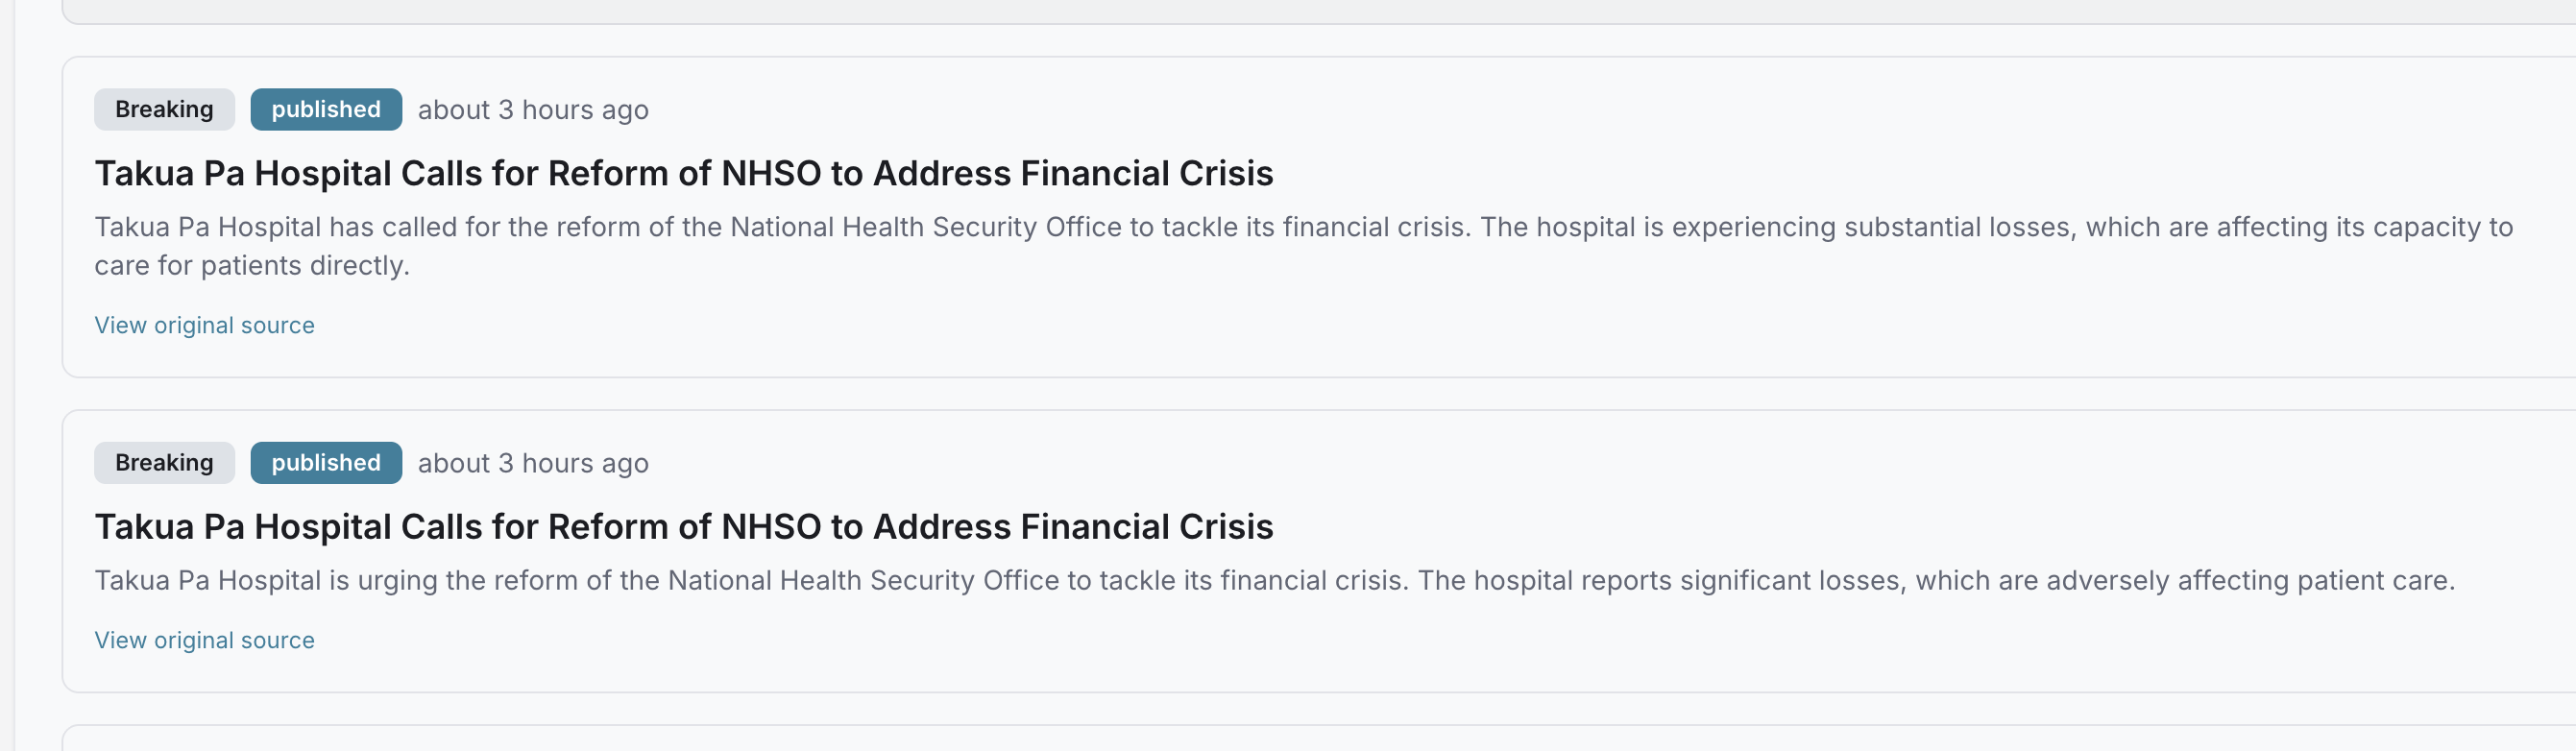 Breaking published about 3 hours ago
Takua Pa Hospital Calls for Reform of NHSO to Address Financial Crisis
Takua Pa Hospital has called for the reform of the National Health Security Office to tackle its financial crisis. The hospital is experiencing substantial losses, which are affecting its capacity to
care for patients directly.
View original source
Breaking published about 3 hours ago
Takua Pa Hospital Calls for Reform of NHSO to Address Financial Crisis
Takua Pa Hospital is urging the reform of the National Health Security Office to tackle its financial crisis. The hospital reports significant losses, which are adversely affecting patient care.
View original source